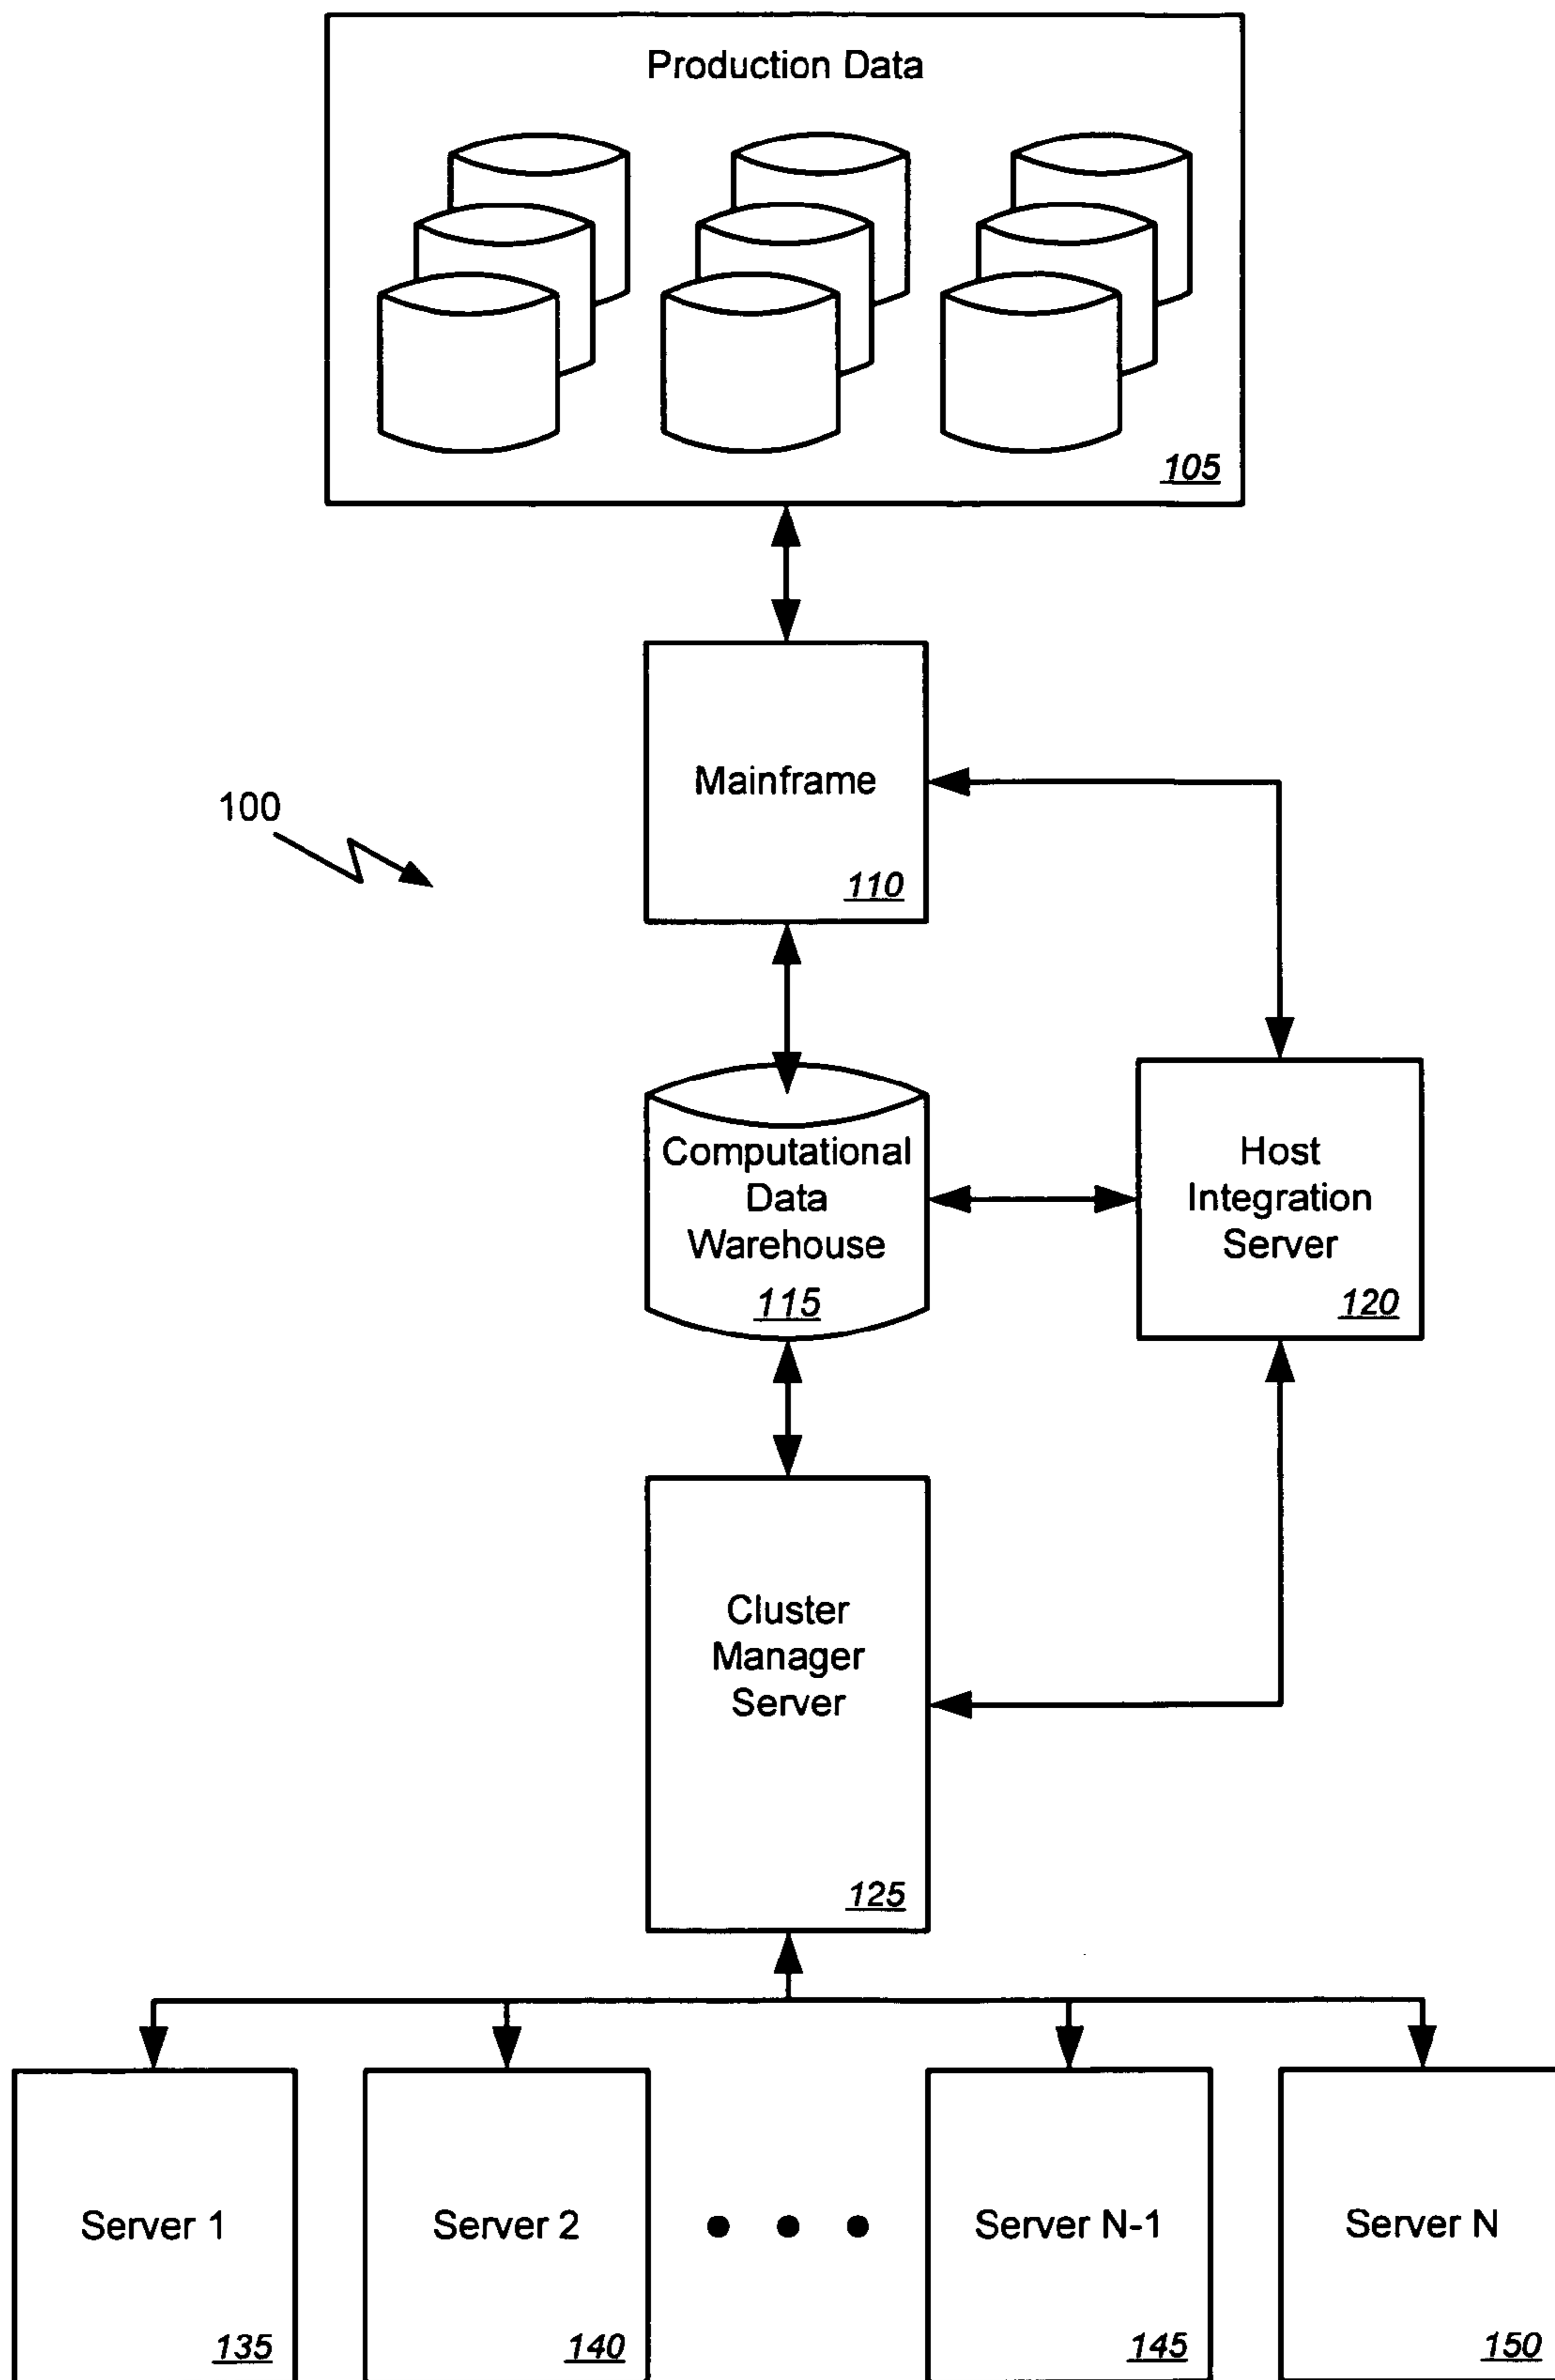 Production Data
105
Mainframe
110
100
Computational
Data
Warehouse
115
Host
Integration
Server
120
Cluster
Manager
Server
125
Server 1
135
Server 2
140
Server N-1
145
Server N
150